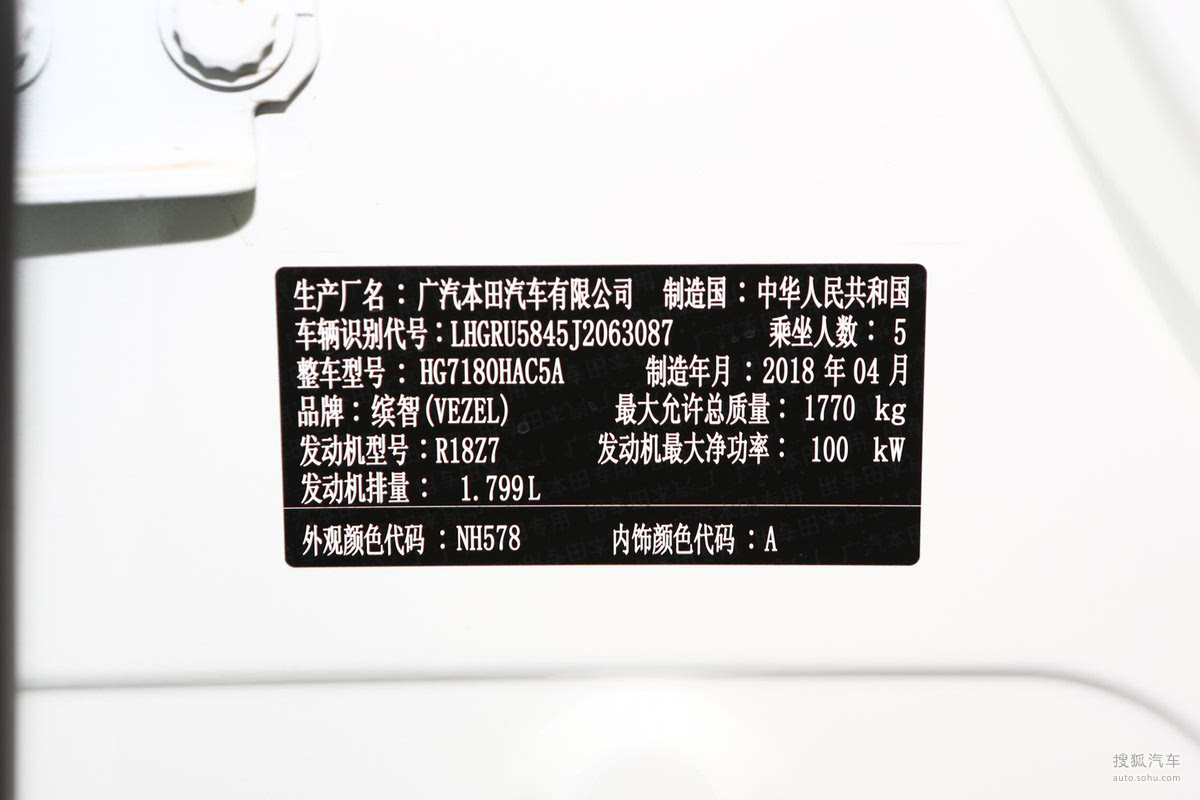 生产厂名：广汽本田汽车有限公司 制造国：中华人民共和国
车辆识别代号：LHGRU5845J2063087 乘坐人数：5
整车型号：HG7180HAC5A 制造年月：2018 年 04 月
品牌：缤智(VEZEL) 最大允许总质量：1770 kg
发动机型号：R18Z7 发动机最大净功率：100 kW
发动机排量：1.799L
外观颜色代码：NH578 内饰颜色代码：A
搜狐汽车
auto.sohu.com